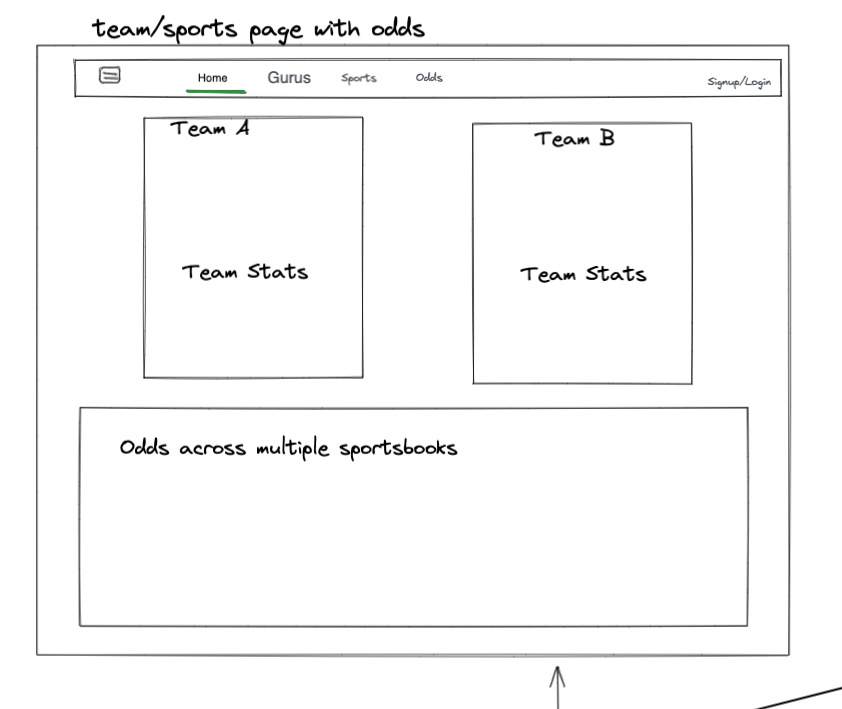 team/sports page with odds
Home Gurus Sports Odds Signup/Login
Team A
Team B
Team Stats
Team Stats
Odds across multiple sportsbooks